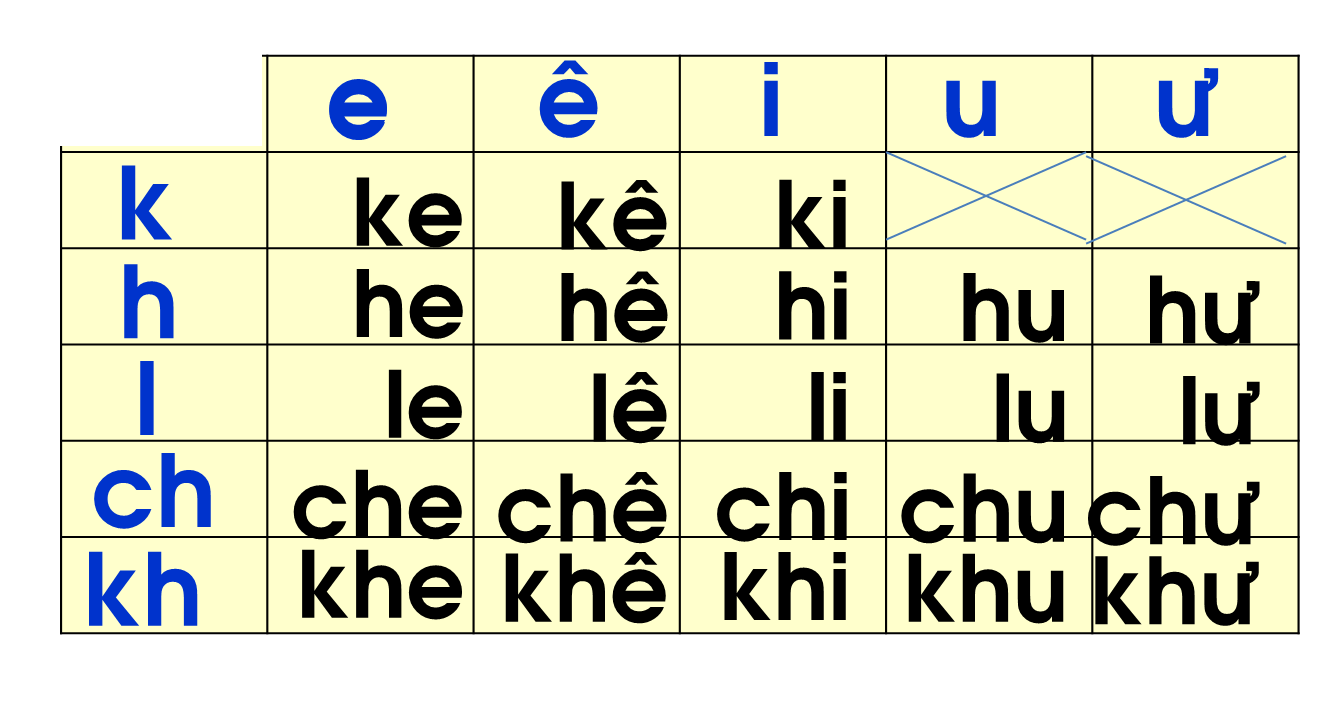 e ê i u ư
k ke kê ki
h he hê hi hu hư
l le lê li lu lư
ch che chê chi chu chư
kh khe khê khi khu khư